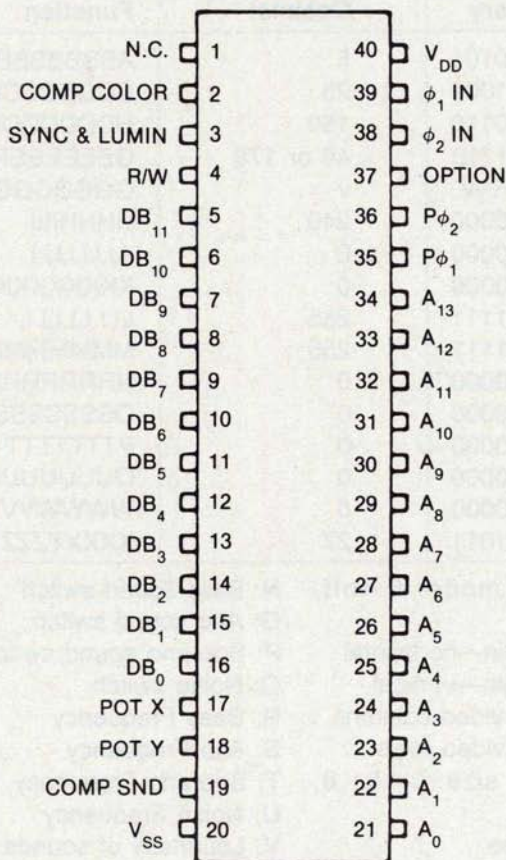 N.C. 1 40 V_DD
COMP COLOR 2 39 ϕ₁ IN
SYNC & LUMIN 3 38 ϕ₂ IN
R/W 4 37 OPTION
DB₁₁ 5 36 Pϕ₂
DB₁₀ 6 35 Pϕ₁
DB₉ 7 34 A₁₃
DB₈ 8 33 A₁₂
DB₇ 9 32 A₁₁
DB₆ 10 31 A₁₀
DB₅ 11 30 A₉
DB₄ 12 29 A₈
DB₃ 13 28 A₇
DB₂ 14 27 A₆
DB₁ 15 26 A₅
DB₀ 16 25 A₄
POT X 17 24 A₃
POT Y 18 23 A₂
COMP SND 19 22 A₁
V_SS 20 21 A₀